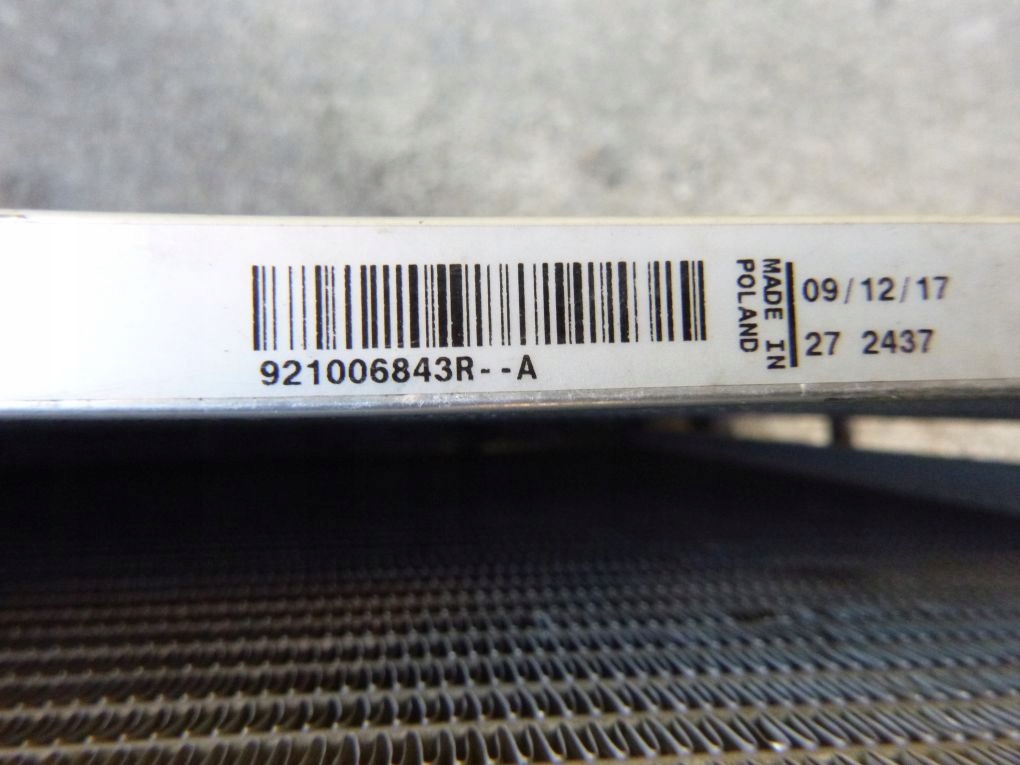 921006843R--A
MADE IN
POLAND
09/12/17
27 2437